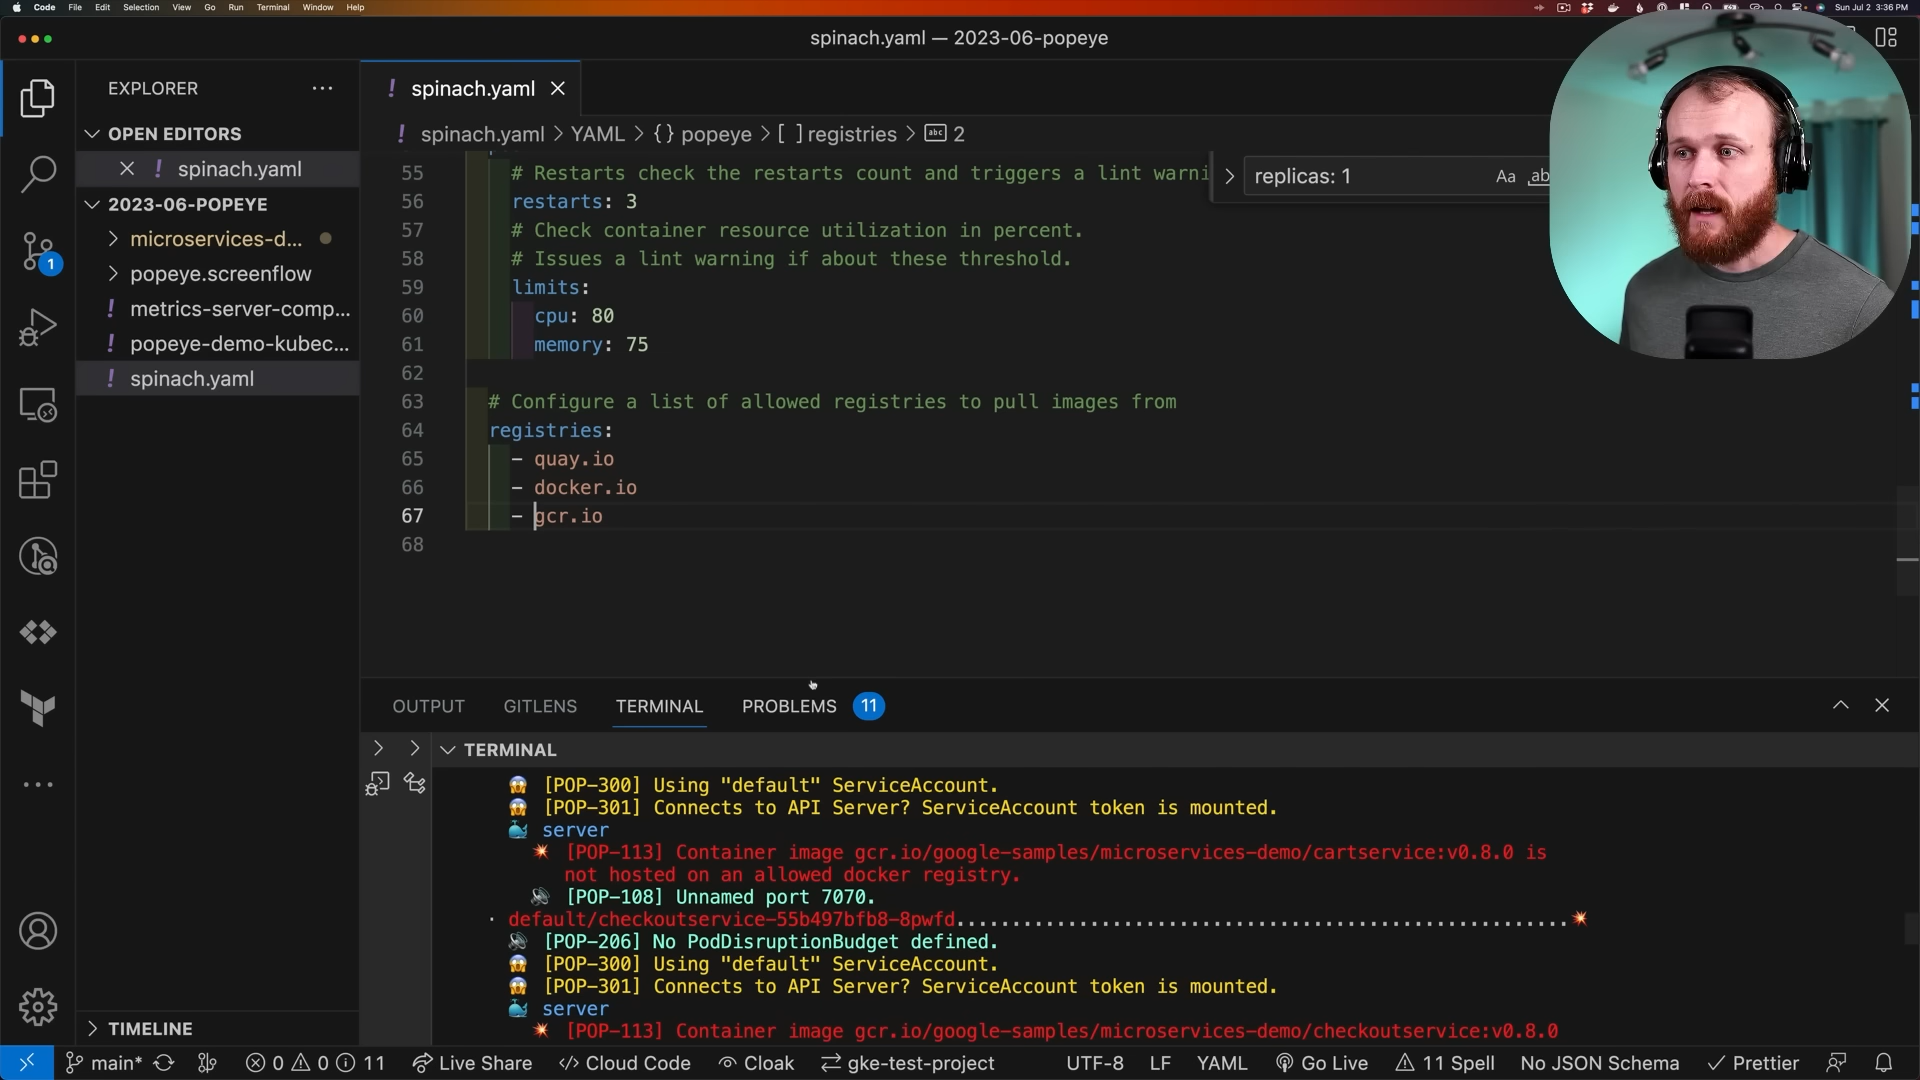 Code File Edit Selection View Go Run Terminal Window Help
Sun Jul 2 3:36 PM
spinach.yaml — 2023-06-popeye
EXPLORER
OPEN EDITORS
spinach.yaml
2023-06-POPEYE
microservices-d...
popeye.screenflow
metrics-server-comp...
popeye-demo-kubec...
spinach.yaml
TIMELINE
1
spinach.yaml
spinach.yaml > YAML > {} popeye > [ ] registries > abc 2
replicas: 1 Aa ab
55 # Restarts check the restarts count and triggers a lint warni
56 restarts: 3
57 # Check container resource utilization in percent.
58 # Issues a lint warning if about these threshold.
59 limits:
60 cpu: 80
61 memory: 75
62
63 # Configure a list of allowed registries to pull images from
64 registries:
65 - quay.io
66 - docker.io
67 - gcr.io
68
OUTPUT GITLENS TERMINAL PROBLEMS 11
TERMINAL
[POP-300] Using "default" ServiceAccount.
[POP-301] Connects to API Server? ServiceAccount token is mounted.
server
[POP-113] Container image gcr.io/google-samples/microservices-demo/cartservice:v0.8.0 is
not hosted on an allowed docker registry.
[POP-108] Unnamed port 7070.
· default/checkoutservice-55b497bfb8-8pwfd.......................................................
[POP-206] No PodDisruptionBudget defined.
[POP-300] Using "default" ServiceAccount.
[POP-301] Connects to API Server? ServiceAccount token is mounted.
server
[POP-113] Container image gcr.io/google-samples/microservices-demo/checkoutservice:v0.8.0
main* 0 0 11 Live Share Cloud Code Cloak gke-test-project UTF-8 LF YAML Go Live 11 Spell No JSON Schema Prettier